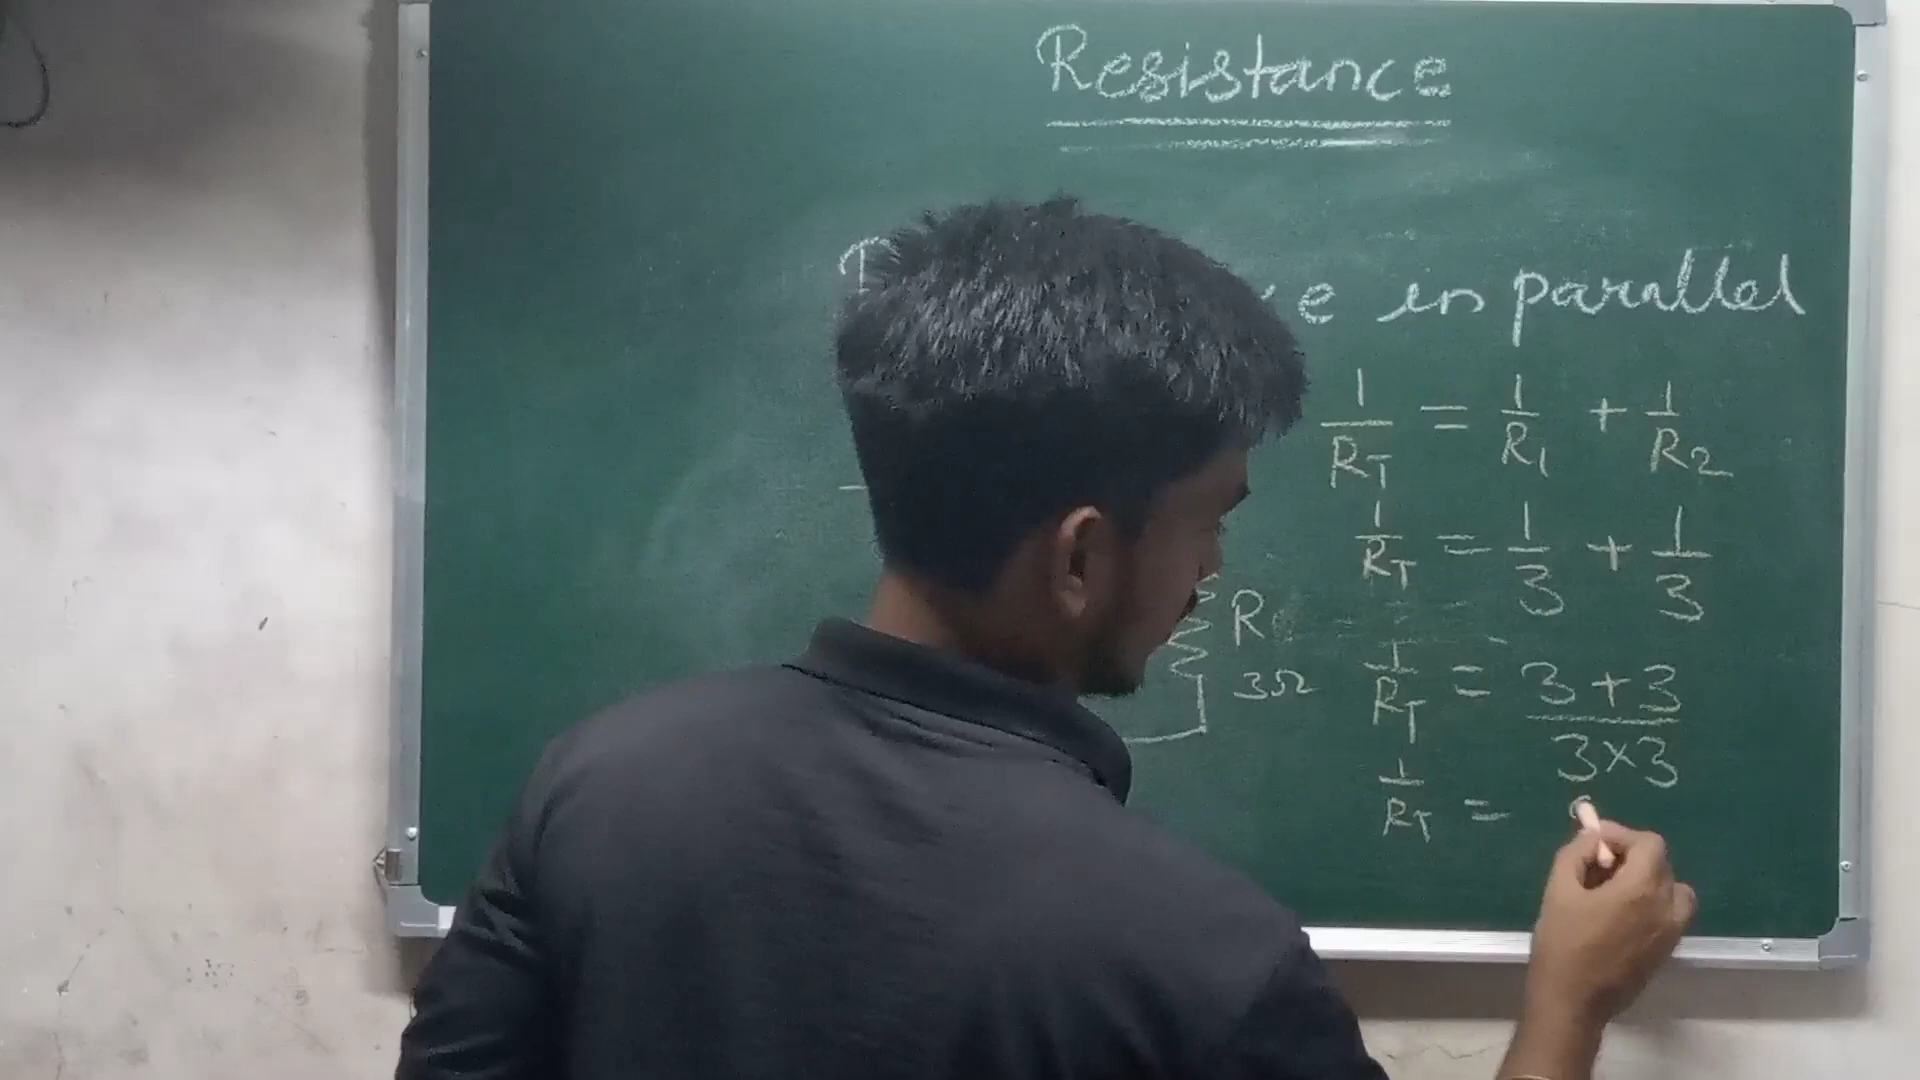 Resistance
in parallel
1/RT = 1/R1 + 1/R2
1/RT = 1/3 + 1/3
R
3Ω
1/RT = 3+3/3×3
1/RT =